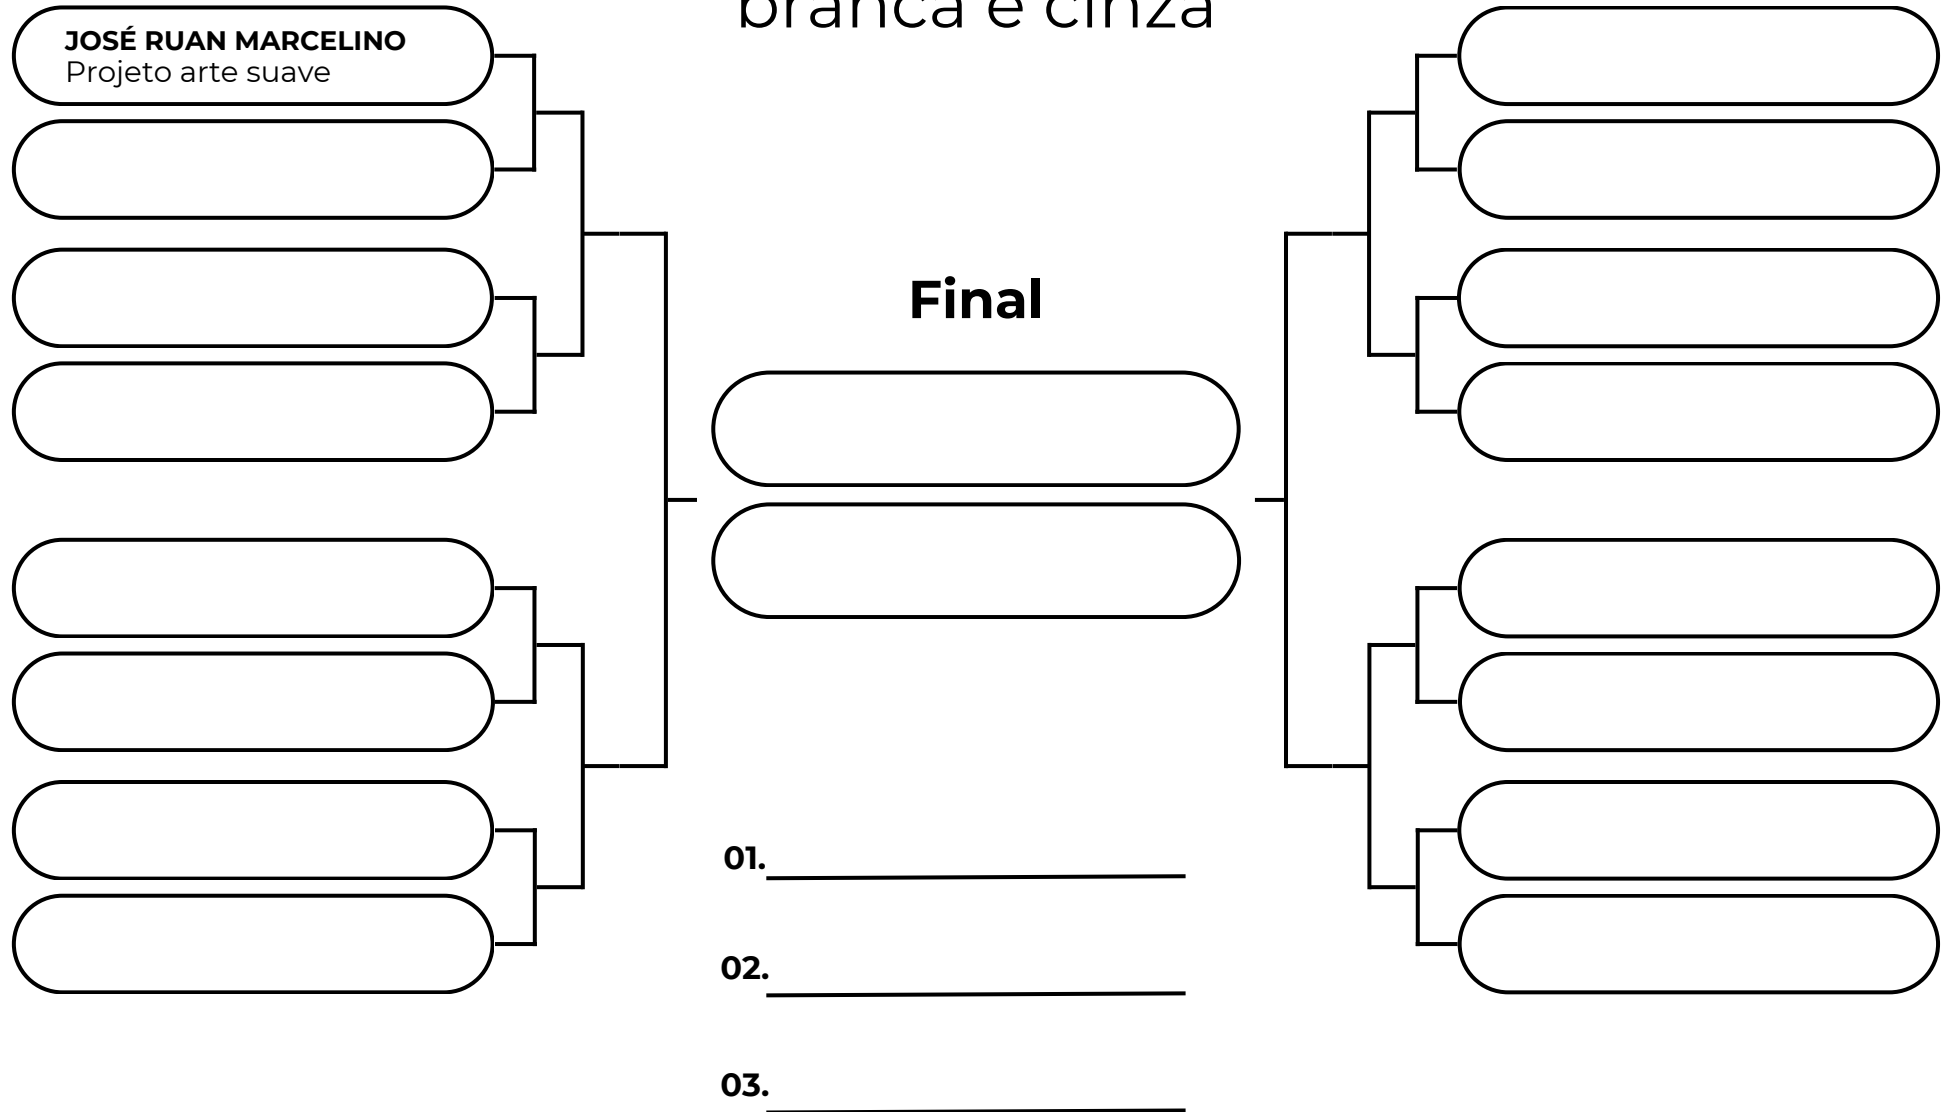 branca e cinza
JOSÉ RUAN MARCELINO
Projeto arte suave
Final
01.
02.
03.